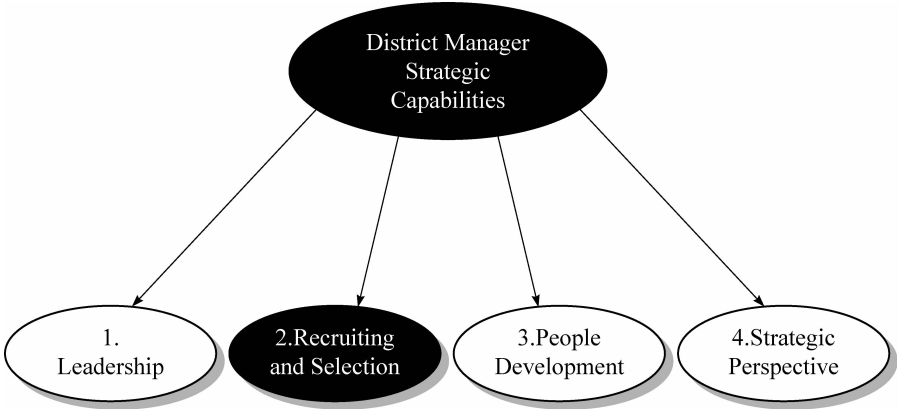 District Manager
Strategic
Capabilities
1.
Leadership
2.Recruiting
and Selection
3.People
Development
4.Strategic
Perspective